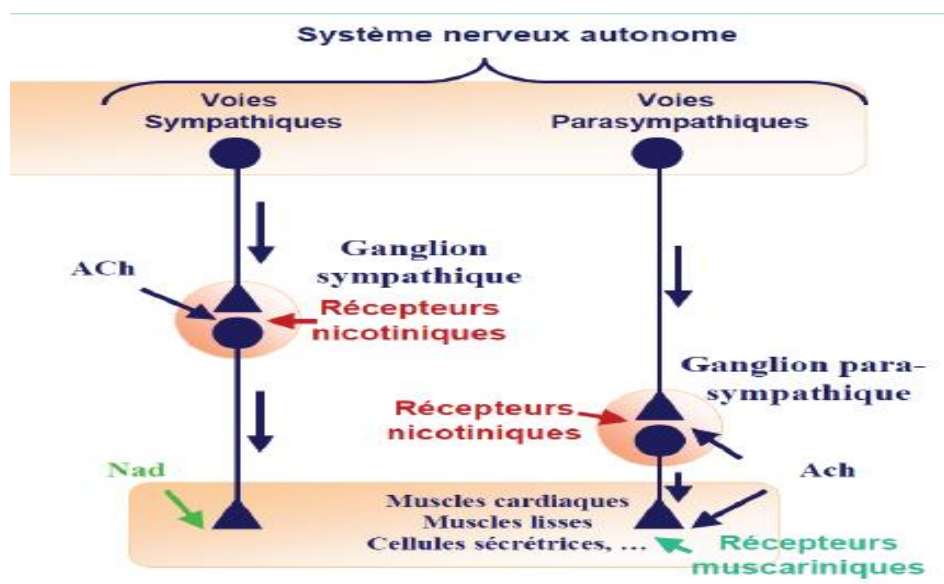 Système nerveux autonome
Voies
Sympathiques
Voies
Parasympathiques
ACh
Ganglion
sympathique
Récepteurs
nicotiniques
Ganglion para-
sympathique
Récepteurs
nicotiniques
Nad
Ach
Muscles cardiaques
Muscles lisses
Cellules sécrétrices, ...
Récepteurs
muscariniques